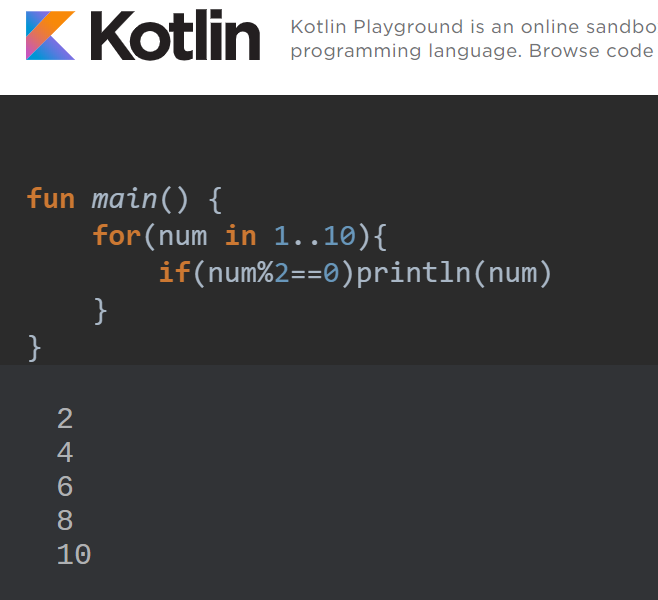 Kotlin
Kotlin Playground is an online sandbo
programming language. Browse code
fun main() {
    for(num in 1..10){
        if(num%2==0)println(num)
    }
}
2
4
6
8
10